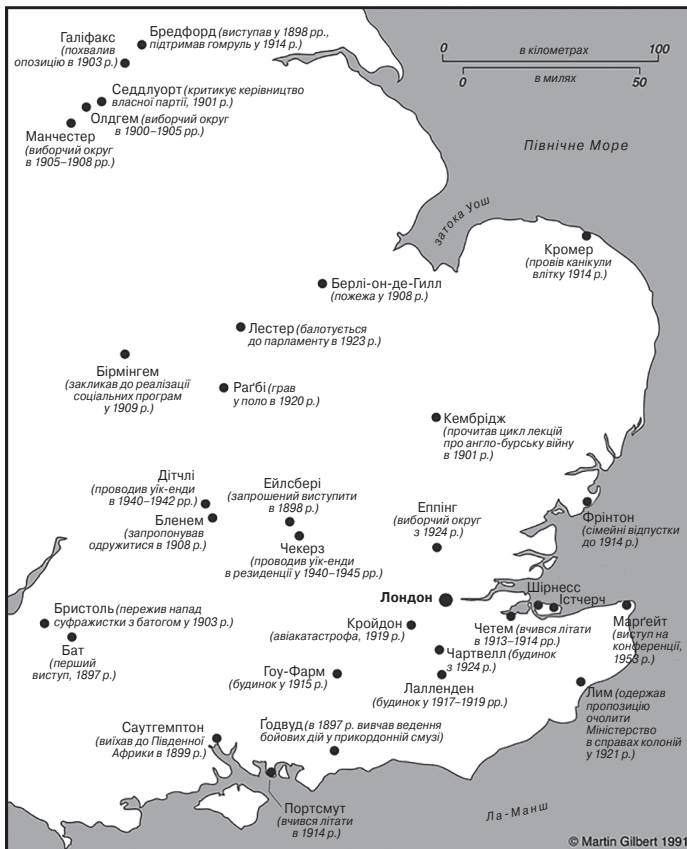 Галіфакс
(похвалив
опозицію в 1903 р.)
Бредфорд (виступав у 1898 рр.,
підтримав гомруль у 1914 р.)
Седдлуорт (критикує керівництво
власної партії, 1901 р.)
Олдгем (виборчий округ
в 1900–1905 рр.)
Манчестер
(виборчий округ
в 1905–1908 рр.)
0 в кілометрах 100
0 в милях 50
Північне Море
затока Уош
Кромер
(провів канікули
влітку 1914 р.)
Берлі-он-де-Гилл
(пожежа у 1908 р.)
Лестер (балотується
до парламенту в 1923 р.)
Бірмінгем
(закликав до реалізації
соціальних програм
у 1909 р.)
Раґбі (грав
у поло в 1920 р.)
Кембрідж
(прочитав цикл лекцій
про англо-бурську війну
в 1901 р.)
Дітчлі
(проводив уїк-енди
в 1940–1942 рр.)
Бленем
(запропонував
одружитися в 1908 р.)
Ейлсбері
(запрошений виступити
в 1898 р.)
Чекерз
(проводив уїк-енди
в резиденції у 1940–1945 рр.)
Еппінг
(виборчий округ
з 1924 р.)
Фрінтон
(сімейні відпустки
до 1914 р.)
Лондон
Шірнесс
Істчерч
Бристоль (пережив напад
суфражистки з батогом у 1903 р.)
Бат
(перший
виступ, 1897 р.)
Кройдон
(авіакатастрофа, 1919 р.)
Четем (вчився літати
в 1913–1914 рр.)
Марґейт
(виступ на
конференції,
1953 р.)
Чартвелл (будинок
з 1924 р.)
Гоу-Фарм
(будинок у 1915 р.)
Лалленден
(будинок у 1917–1919 рр.)
Лим (одержав
пропозицію
очолити
Міністерство
в справах колоній
у 1921 р.)
Саутгемптон
(виїхав до Південної
Африки в 1899 р.)
Ґодвуд (в 1897 р. вивчав ведення
бойових дій у прикордонній смузі)
Портсмут
(вчився літати
в 1914 р.)
Ла-Манш
© Martin Gilbert 1991